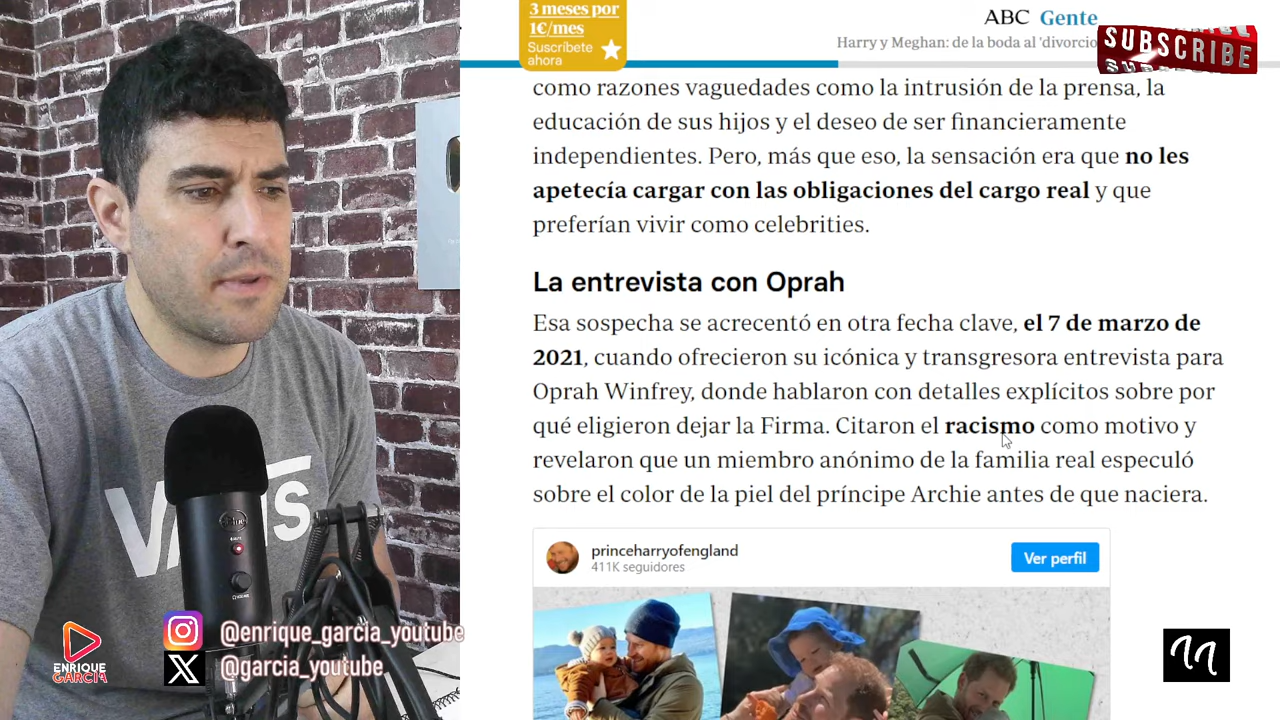 3 meses por
1€/mes
Suscríbete
ahora
ABC Gente
Harry y Meghan: de la boda al 'divorcio
SUBSCRIBE
como razones vaguedades como la intrusión de la prensa, la
educación de sus hijos y el deseo de ser financieramente
independientes. Pero, más que eso, la sensación era que no les
apetecía cargar con las obligaciones del cargo real y que
preferían vivir como celebrities.
La entrevista con Oprah
Esa sospecha se acrecentó en otra fecha clave, el 7 de marzo de
2021, cuando ofrecieron su icónica y transgresora entrevista para
Oprah Winfrey, donde hablaron con detalles explícitos sobre por
qué eligieron dejar la Firma. Citaron el racismo como motivo y
revelaron que un miembro anónimo de la familia real especuló
sobre el color de la piel del príncipe Archie antes de que naciera.
princeharryofengland
411K seguidores
Ver perfil
VANS
blue
ENRIQUE
GARCIA
@enrique_garcia_youtube
@garcia_youtube